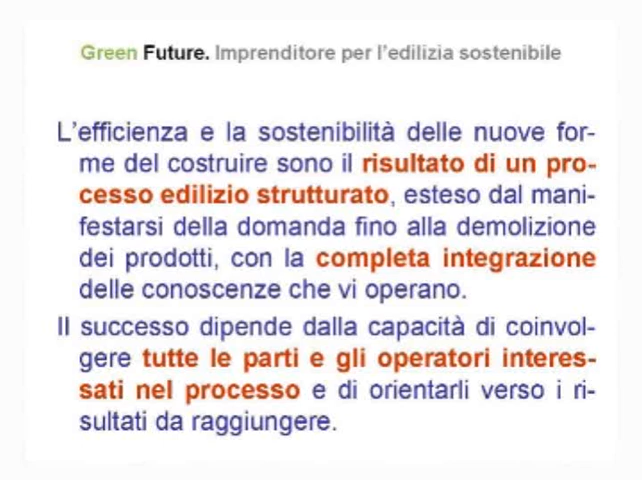 Green Future. Imprenditore per l'edilizia sostenibile
L'efficienza e la sostenibilità delle nuove for-
me del costruire sono il risultato di un pro-
cesso edilizio strutturato, esteso dal mani-
festarsi della domanda fino alla demolizione
dei prodotti, con la completa integrazione
delle conoscenze che vi operano.
Il successo dipende dalla capacità di coinvol-
gere tutte le parti e gli operatori interes-
sati nel processo e di orientarli verso i ri-
sultati da raggiungere.